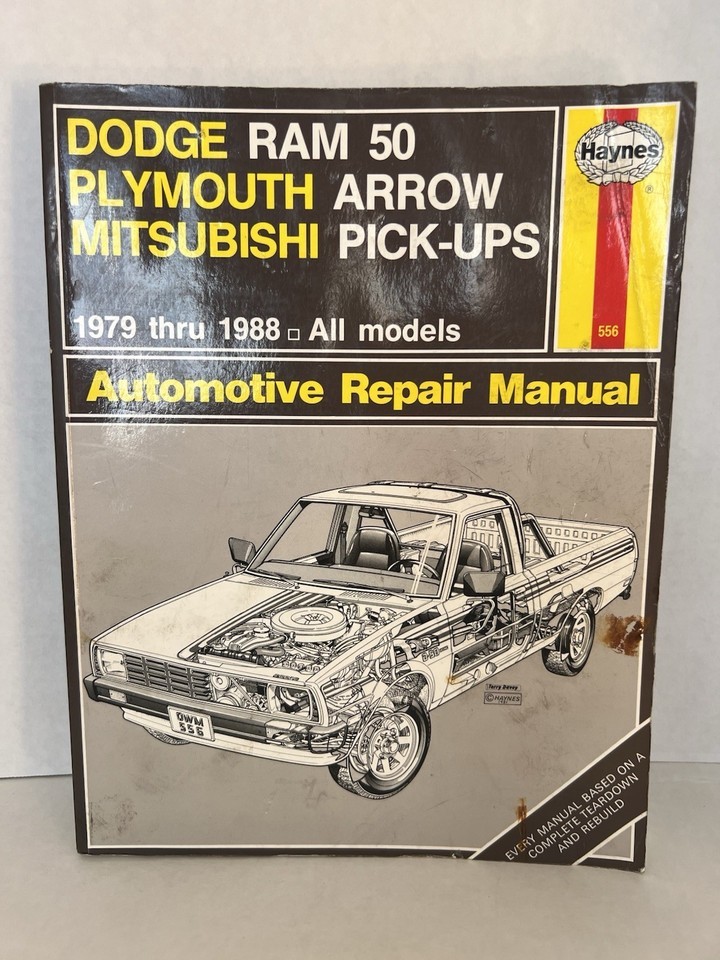 DODGE RAM 50
PLYMOUTH ARROW
MITSUBISHI PICK-UPS
1979 thru 1988 □ All models
Haynes
®
556
Automotive Repair Manual
OWM
556
Terry Davey
© HAYNES
EVERY MANUAL BASED ON A
COMPLETE TEARDOWN
AND REBUILD